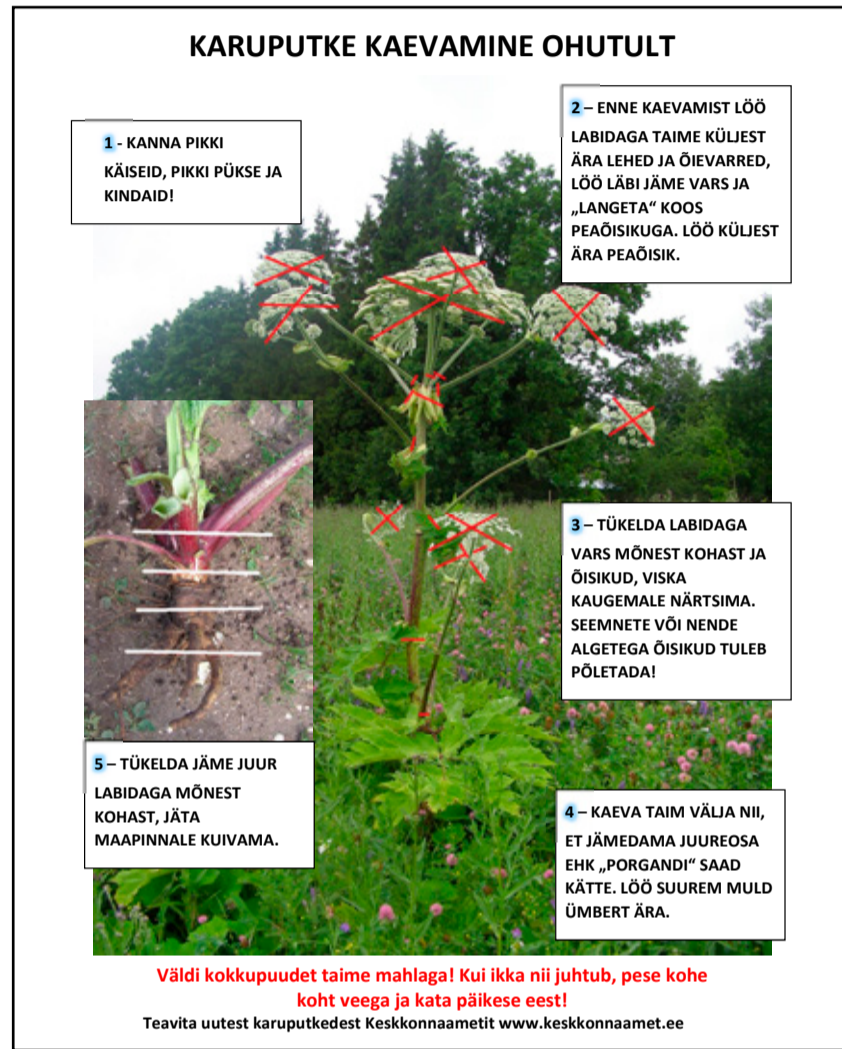 KARUPUTKE KAEVAMINE OHUTULT
1 - KANNA PIKKI
KÄISEID, PIKKI PÜKSE JA
KINDAID!
2 – ENNE KAEVAMIST LÖÖ
LABIDAGA TAIME KÜLJEST
ÄRA LEHED JA ÕIEVARRED,
LÖÖ LÄBI JÄME VARS JA
„LANGETA“ KOOS
PEAÕISIKUGA. LÖÖ KÜLJEST
ÄRA PEAÕISIK.
3 – TÜKELDA LABIDAGA
VARS MÕNEST KOHAST JA
ÕISIKUD, VISKA
KAUGEMALE NÄRTSIMA.
SEEMNETE VÕI NENDE
ALGETEGA ÕISIKUD TULEB
PÕLETADA!
4 – KAEVA TAIM VÄLJA NII,
ET JÄMEDAMA JUUREOSA
EHK „PORGANDI“ SAAD
KÄTTE. LÖÖ SUUREM MULD
ÜMBERT ÄRA.
5 – TÜKELDA JÄME JUUR
LABIDAGA MÕNEST
KOHAST, JÄTA
MAAPINNALE KUIVAMA.
Väldi kokkupuudet taime mahlaga! Kui ikka nii juhtub, pese kohe
koht veega ja kata päikese eest!
Teavita uutest karuputkedest Keskkonnaametit www.keskkonnaamet.ee